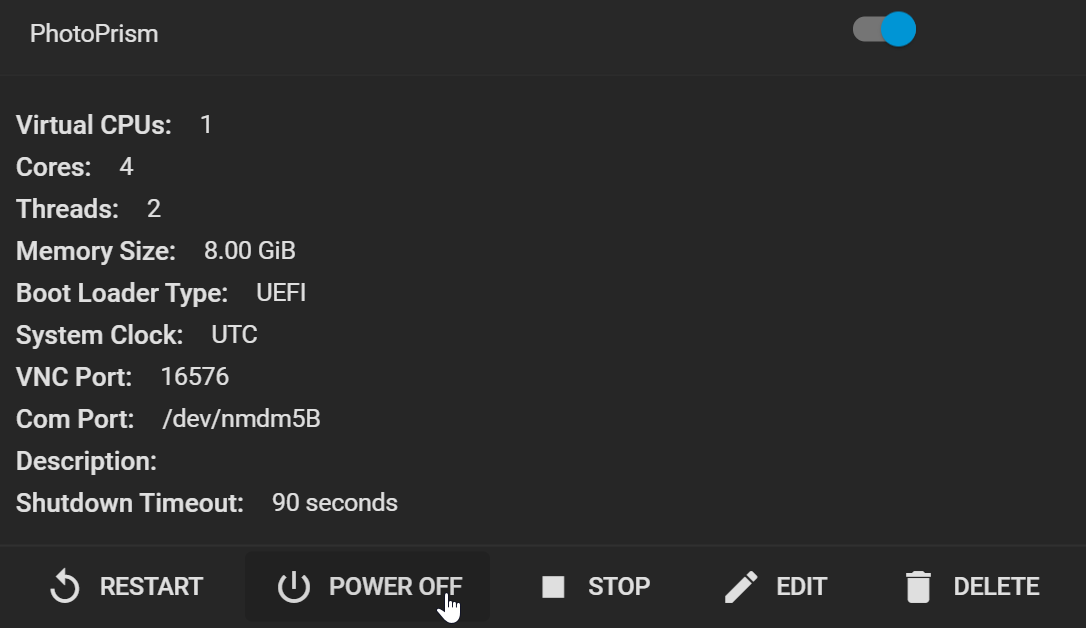 PhotoPrism
Virtual CPUs: 1
Cores: 4
Threads: 2
Memory Size: 8.00 GiB
Boot Loader Type: UEFI
System Clock: UTC
VNC Port: 16576
Com Port: /dev/nmdm5B
Description:
Shutdown Timeout: 90 seconds
RESTART POWER OFF STOP EDIT DELETE